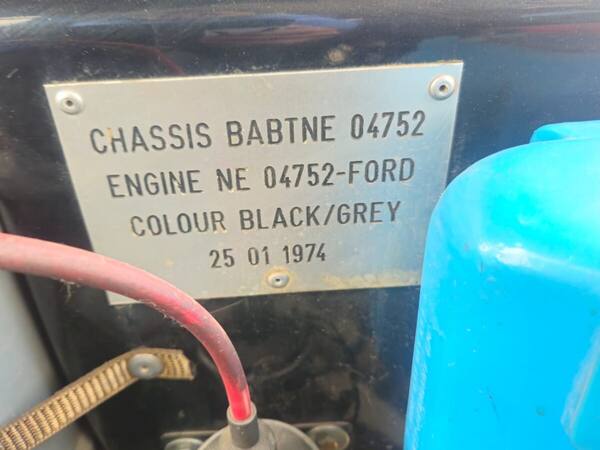 CHASSIS BABTNE 04752
ENGINE NE 04752-FORD
COLOUR BLACK/GREY
25 01 1974